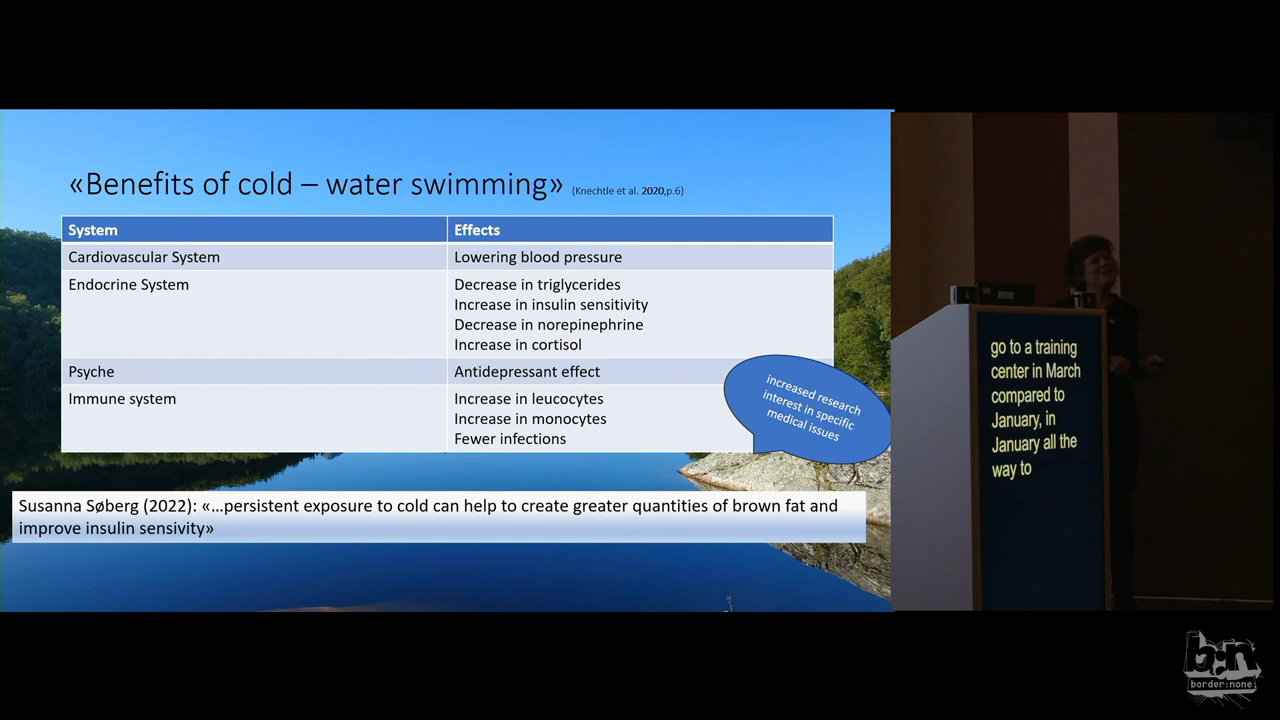 «Benefits of cold – water swimming» (Knechtle et al. 2020,p.6)
System Effects
Cardiovascular System Lowering blood pressure
Endocrine System Decrease in triglycerides
Increase in insulin sensitivity
Decrease in norepinephrine
Increase in cortisol
Psyche Antidepressant effect
Immune system Increase in leucocytes
Increase in monocytes
Fewer infections
increased research
interest in specific
medical issues
Susanna Søberg (2022): «…persistent exposure to cold can help to create greater quantities of brown fat and
improve insulin sensivity»
go to a training
center in March
compared to
January, in
January all the
way to
b:n
border:none